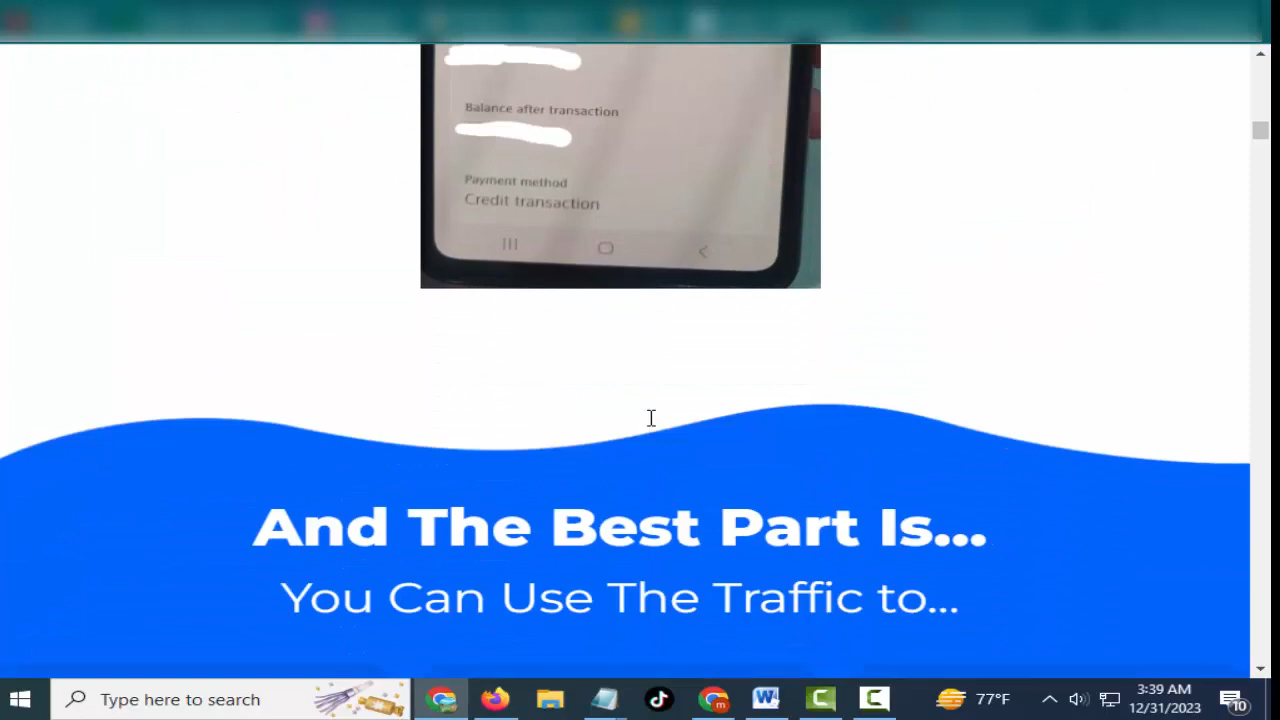 Balance after transaction
Payment method
Credit transaction
And The Best Part Is...
You Can Use The Traffic to...
Type here to search
77°F
3:39 AM
12/31/2023
10